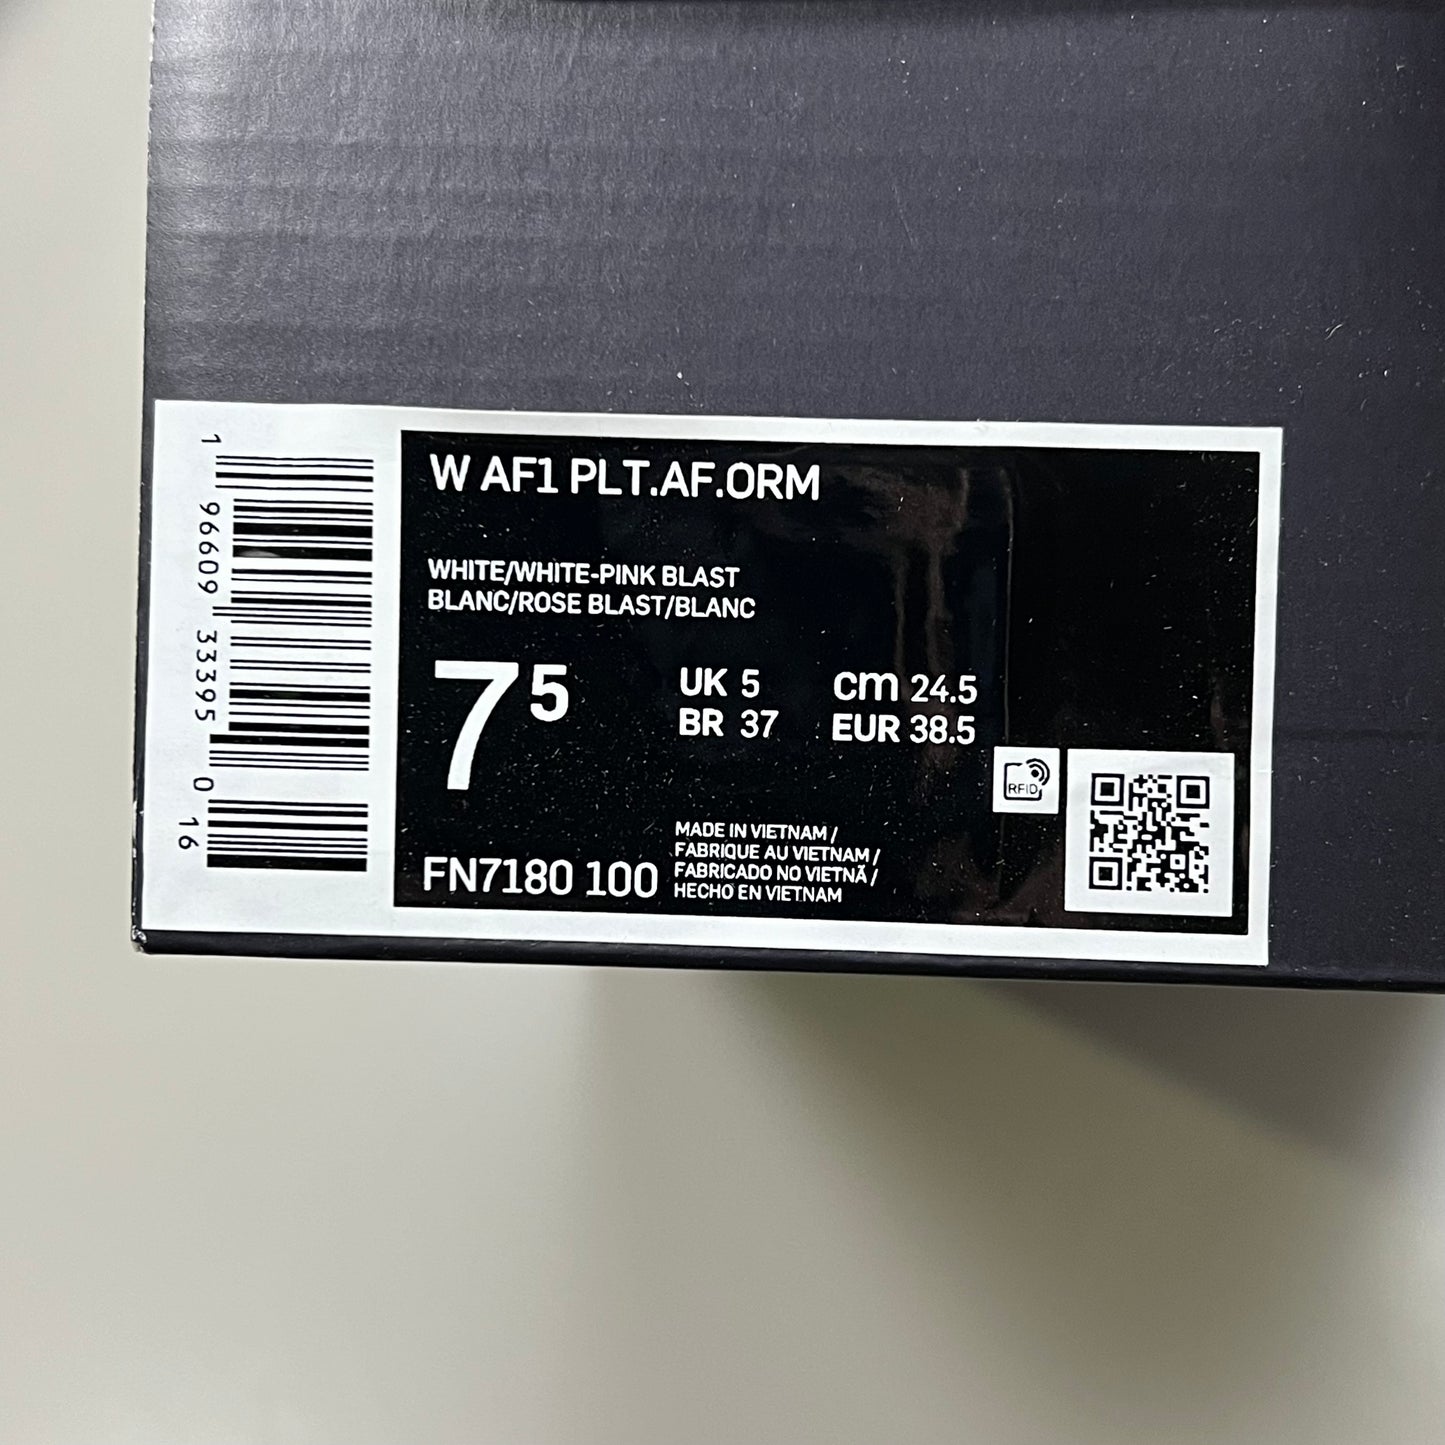 W AF1 PLT.AF.ORM
WHITE/WHITE-PINK BLAST
BLANC/ROSE BLAST/BLANC
7 5
UK 5
BR 37
cm 24.5
EUR 38.5
RFID
FN7180 100
MADE IN VIETNAM /
FABRIQUE AU VIETNAM /
FABRICADO NO VIETNÃ /
HECHO EN VIETNAM
1 96609 33395 0 16